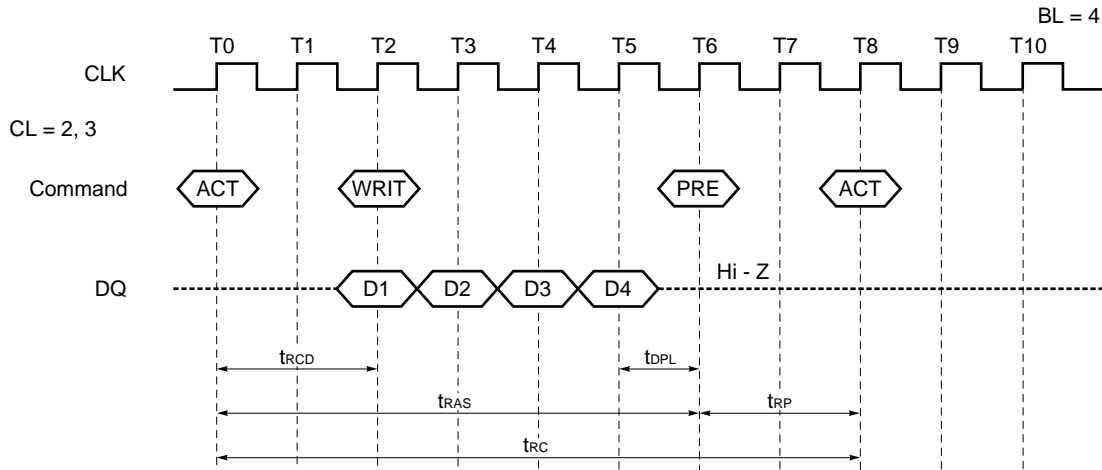 BL = 4
T0 T1 T2 T3 T4 T5 T6 T7 T8 T9 T10
CLK
CL = 2, 3
Command ACT WRIT PRE ACT
Hi - Z
DQ D1 D2 D3 D4
tRCD tDPL
tRAS tRP
tRC